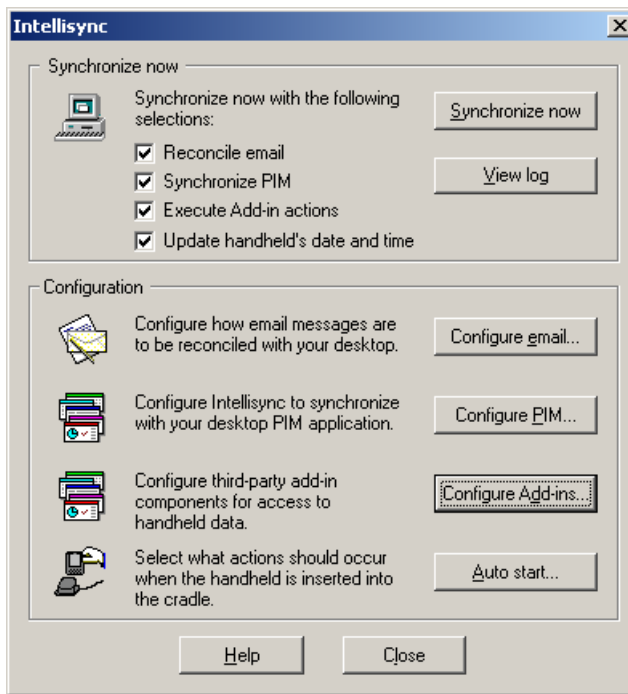 Intellisync
Synchronize now
Synchronize now with the following
selections:
Synchronize now
Reconcile email
Synchronize PIM
View log
Execute Add-in actions
Update handheld's date and time
Configuration
Configure how email messages are
to be reconciled with your desktop.
Configure email...
Configure Intellisync to synchronize
with your desktop PIM application.
Configure PIM...
Configure third-party add-in
components for access to
handheld data.
Configure Add-ins...
Select what actions should occur
when the handheld is inserted into
the cradle.
Auto start...
Help
Close